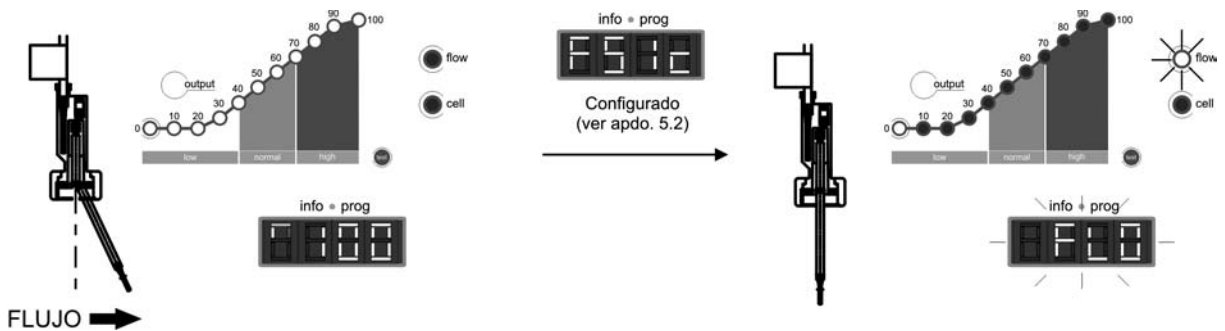 90
100
80
70
60
50
40
30
20
10
0
output
flow
cell
low
normal
high
test
info • prog
FLUJO
info • prog
Configurado
(ver apdo. 5.2)
90
100
80
70
60
50
40
30
20
10
0
output
flow
cell
low
normal
high
test
info • prog